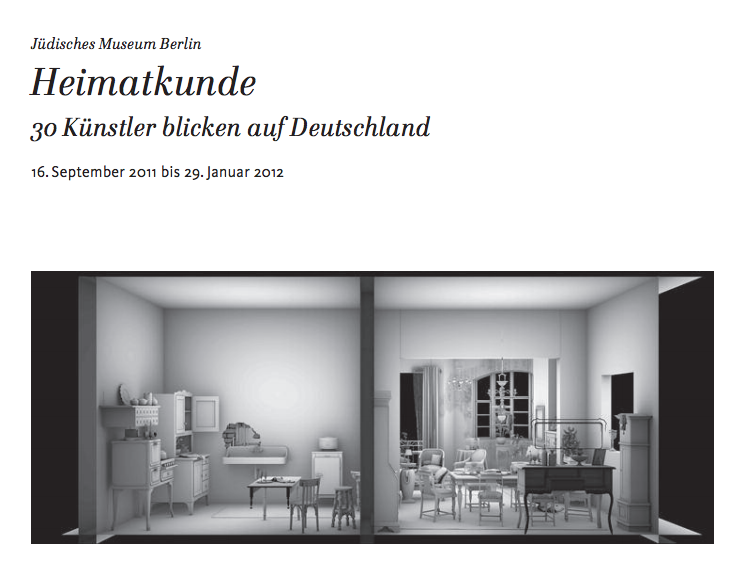 Jüdisches Museum Berlin
Heimatkunde
30 Künstler blicken auf Deutschland
16. September 2011 bis 29. Januar 2012